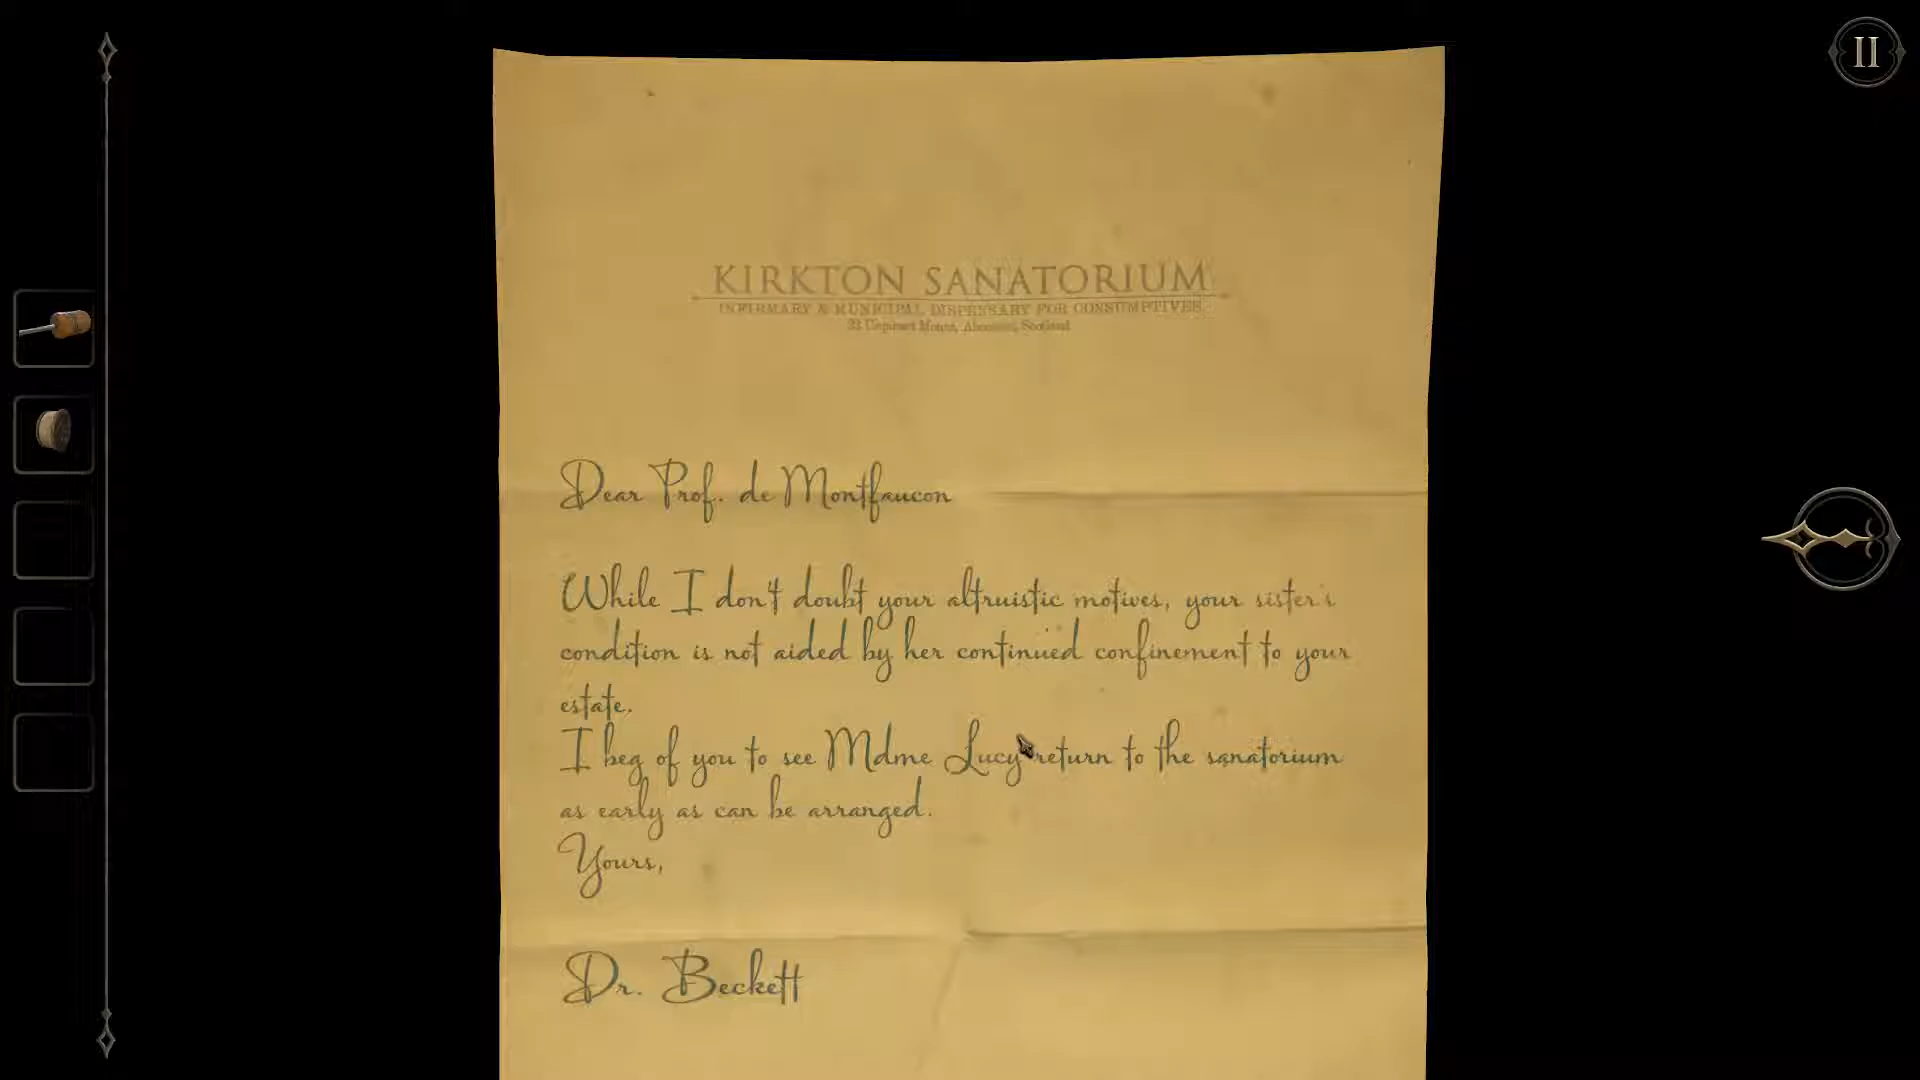 II
KIRKTON SANATORIUM
INFIRMARY & MUNICIPAL DISPENSARY FOR CONSUMPTIVES
Scotland
Dear Prof. de Montfaucon
While I don't doubt your altruistic motives, your sister's
condition is not aided by her continued confinement to your
estate.
I beg of you to see Mdme Lucy return to the sanatorium
as early as can be arranged.
Yours,
Dr. Beckett